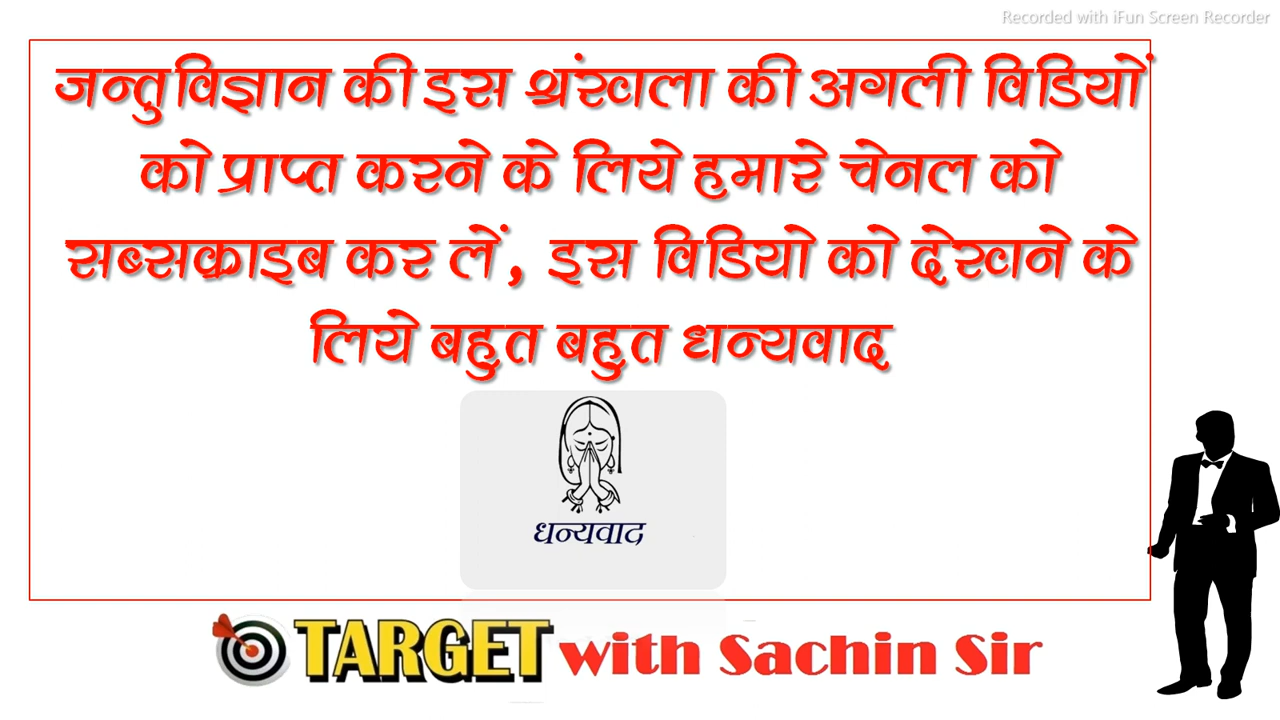 Recorded with iFun Screen Recorder
जन्तुविज्ञान की इस श्रंखला की अगली विडियों
को प्राप्त करने के लिये हमारे चेनल को
सब्सक्राइब कर लें, इस विडियो को देखने के
लिये बहुत बहुत धन्यवाद
धन्यवाद
TARGET with Sachin Sir